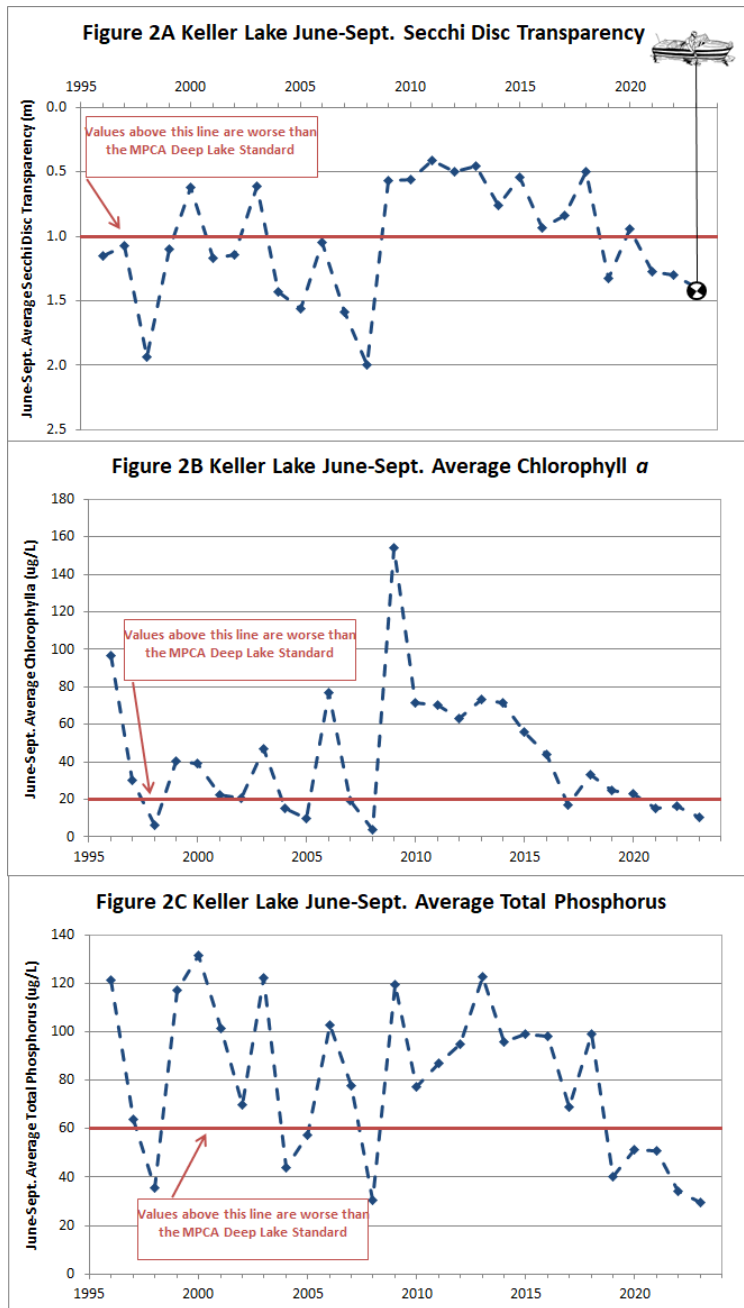 Figure 2A Keller Lake June-Sept. Secchi Disc Transparency
1995 2000 2005 2010 2015 2020
0.0
0.5
1.0
1.5
2.0
2.5
June-Sept. Average Secchi Disc Transparency (m)
Values above this line are worse than
the MPCA Deep Lake Standard
Figure 2B Keller Lake June-Sept. Average Chlorophyll a
180
160
140
120
100
80
60
40
20
0
June-Sept. Average Chlorophylla (ug/L)
Values above this line are worse than
the MPCA Deep Lake Standard
1995 2000 2005 2010 2015 2020
Figure 2C Keller Lake June-Sept. Average Total Phosphorus
140
120
100
80
60
40
20
0
June-Sept. Average Total Phosphorus (ug/L)
Values above this line are worse than
the MPCA Deep Lake Standard
1995 2000 2005 2010 2015 2020